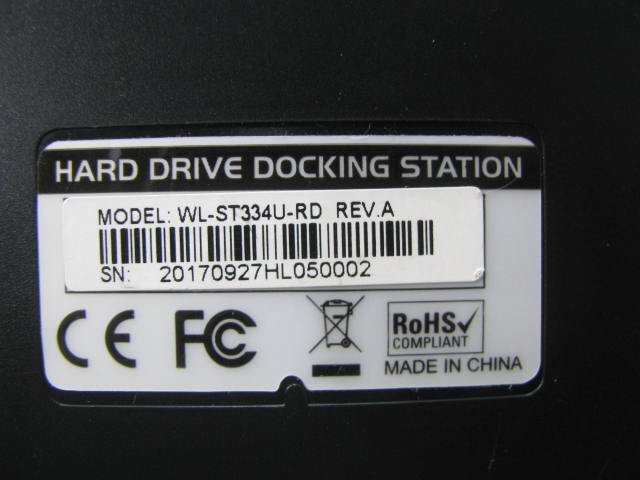 HARD DRIVE DOCKING STATION
MODEL: WL-ST334U-RD REV.A
SN: 20170927HL050002
CE FC RoHS
COMPLIANT
MADE IN CHINA